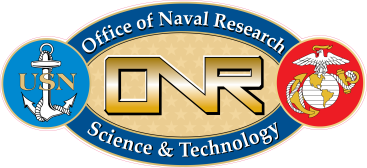 Office of Naval Research
USN
ONR
Science & Technology